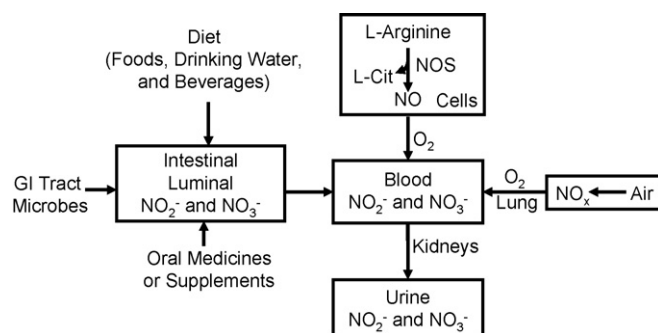 Diet
(Foods, Drinking Water,
and Beverages)
L-Arginine
L-Cit NOS
NO Cells
O₂
GI Tract
Microbes
Intestinal
Luminal
NO₂⁻ and NO₃⁻
Blood
NO₂⁻ and NO₃⁻
O₂
Lung
NOₓ Air
Oral Medicines
or Supplements
Kidneys
Urine
NO₂⁻ and NO₃⁻